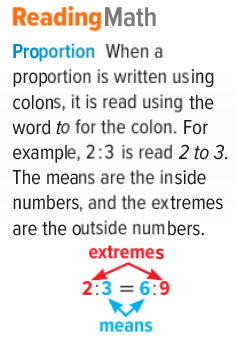 Reading Math
Proportion When a
proportion is written using
colons, it is read using the
word to for the colon. For
example, 2:3 is read 2 to 3.
The means are the inside
numbers, and the extremes
are the outside numbers.
extremes
2:3 = 6:9
means